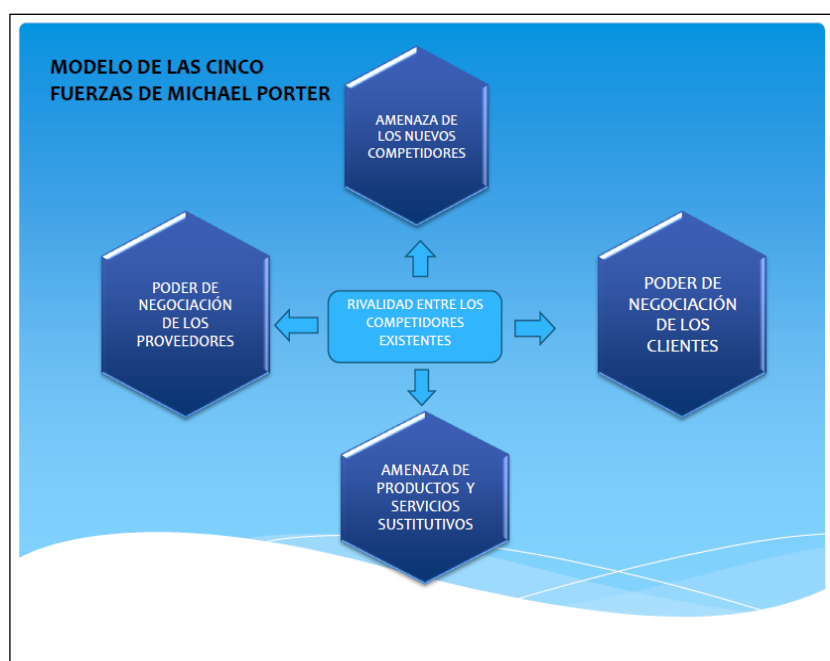 MODELO DE LAS CINCO
FUERZAS DE MICHAEL PORTER
AMENAZA DE
LOS NUEVOS
COMPETIDORES
PODER DE
NEGOCIACIÓN
DE LOS
PROVEEDORES
RIVALIDAD ENTRE LOS
COMPETIDORES
EXISTENTES
PODER DE
NEGOCIACIÓN
DE LOS
CLIENTES
AMENAZA DE
PRODUCTOS Y
SERVICIOS
SUSTITUTIVOS